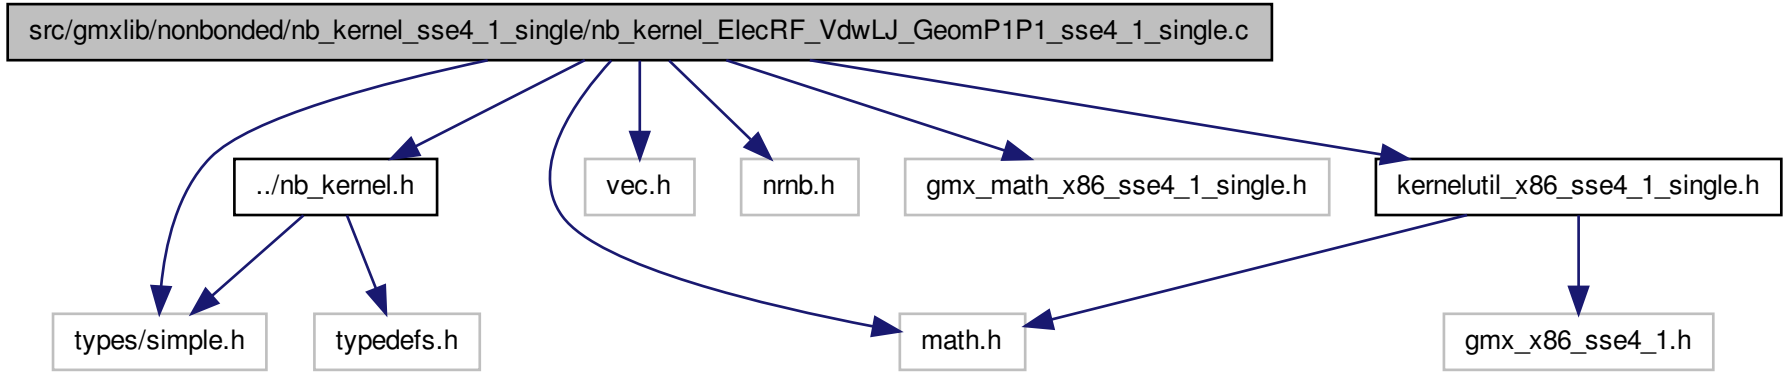 src/gmxlib/nonbonded/nb_kernel_sse4_1_single/nb_kernel_ElecRF_VdwLJ_GeomP1P1_sse4_1_single.c
../nb_kernel.h
vec.h
nrnb.h
gmx_math_x86_sse4_1_single.h
kernelutil_x86_sse4_1_single.h
types/simple.h
typedefs.h
math.h
gmx_x86_sse4_1.h